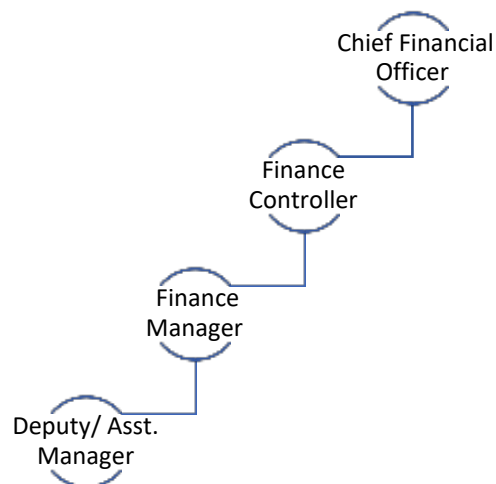 Chief Financial
Officer
Finance
Controller
Finance
Manager
Deputy/ Asst.
Manager